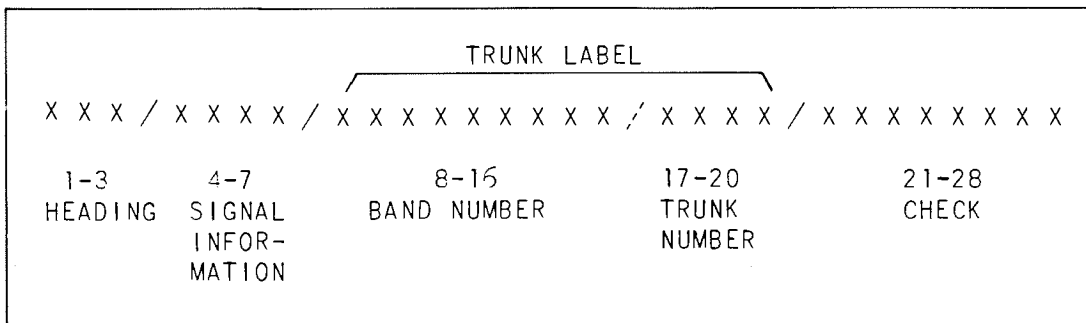 TRUNK LABEL
X X X / X X X X / X X X X X X X X X / X X X X / X X X X X X X X
1-3 4-7 8-16 17-20 21-28
HEADING SIGNAL BAND NUMBER TRUNK CHECK
INFOR- NUMBER
MATION